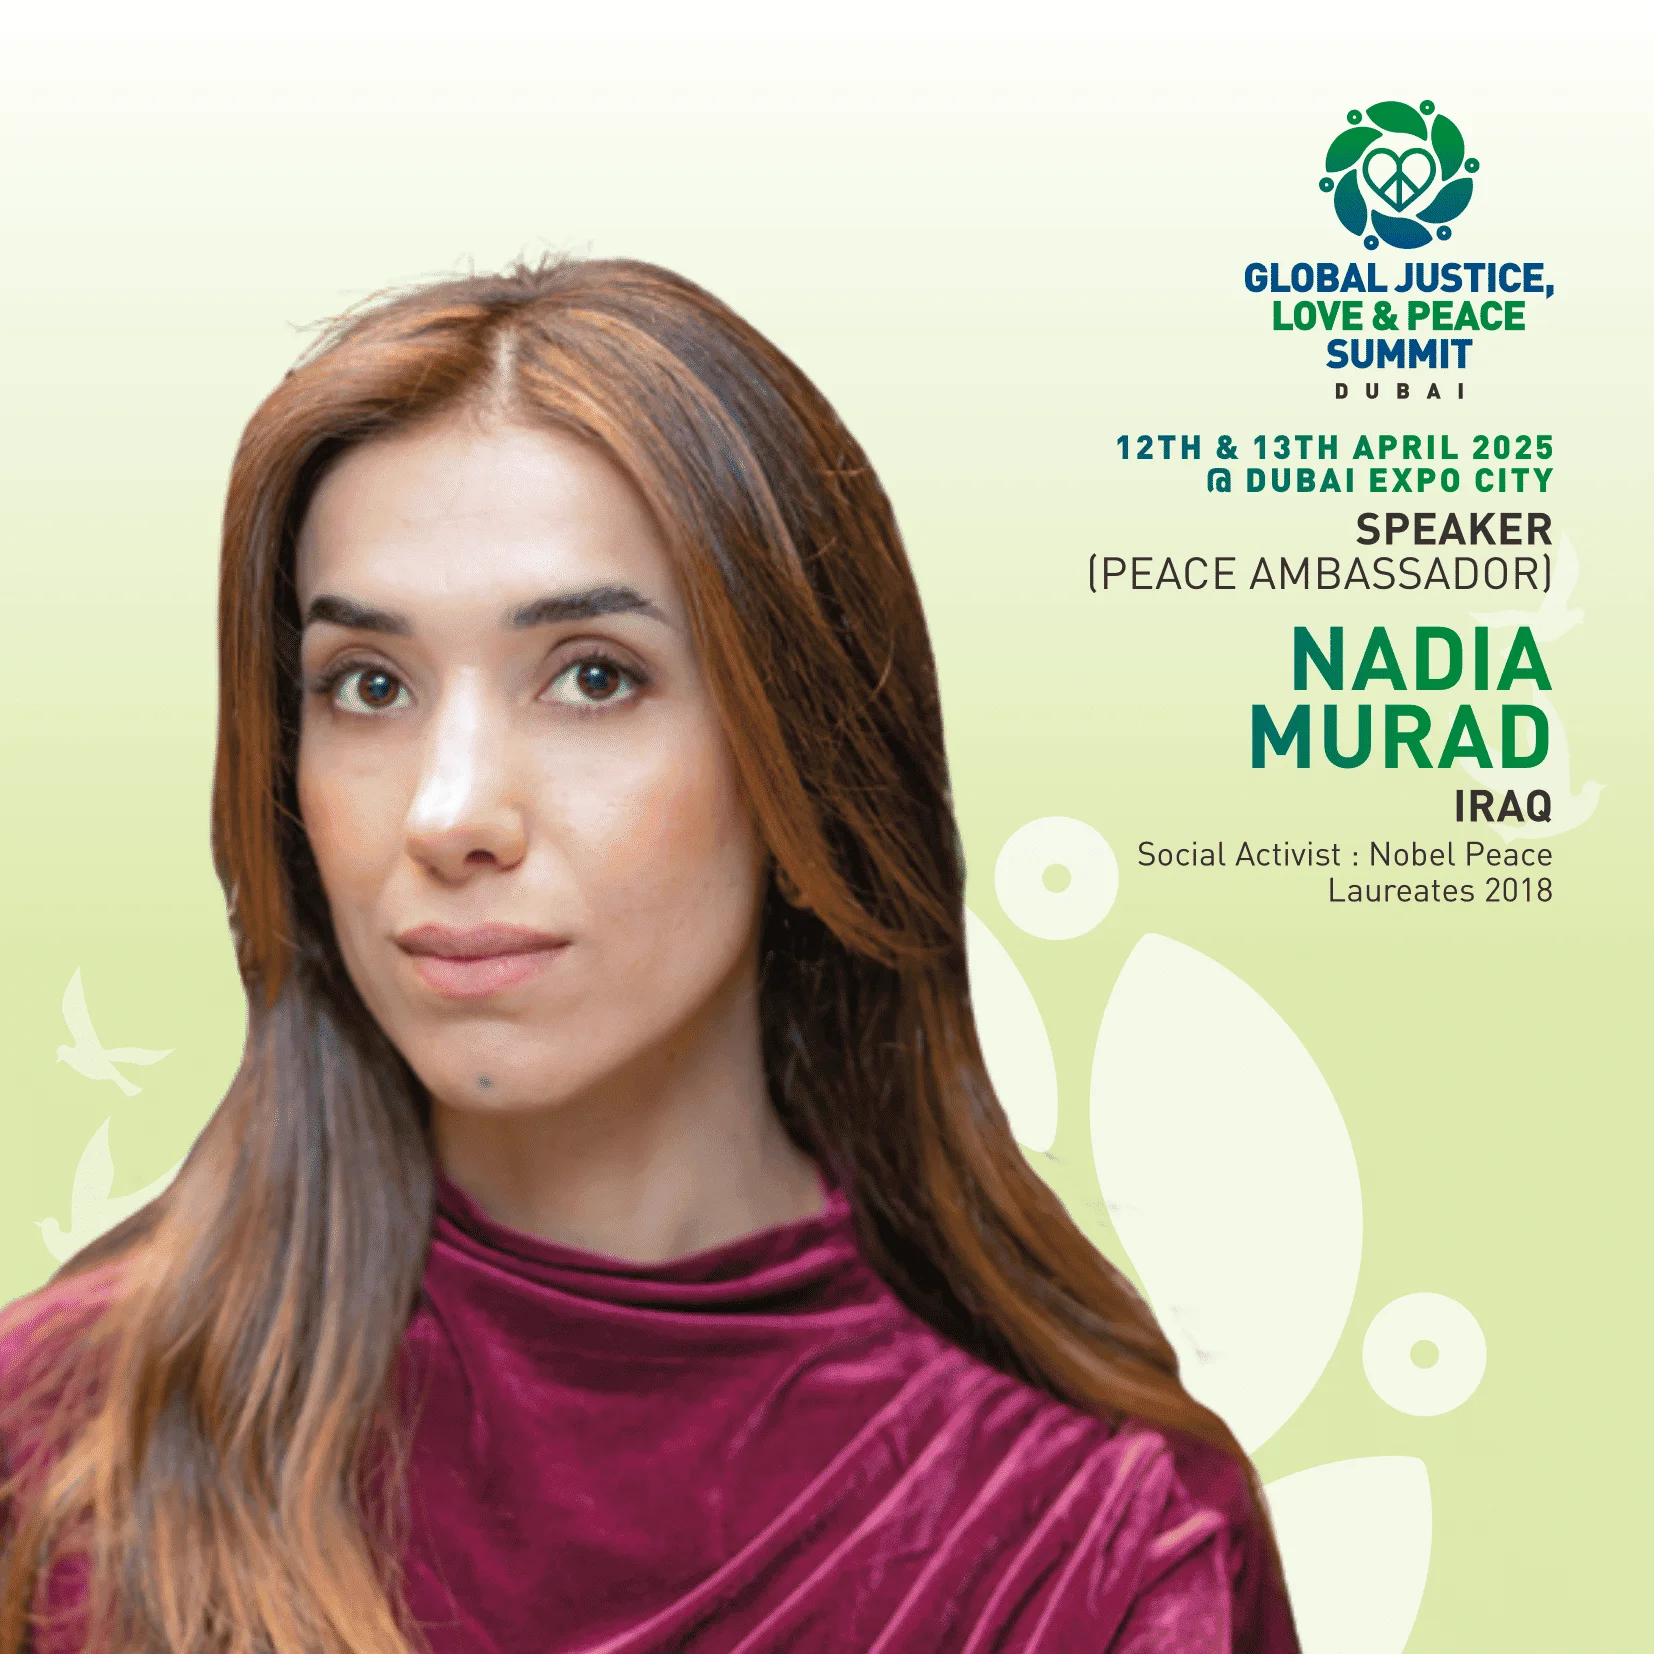 GLOBAL JUSTICE,
LOVE & PEACE
SUMMIT
DUBAI
12TH & 13TH APRIL 2025
@ DUBAI EXPO CITY
SPEAKER
(PEACE AMBASSADOR)
NADIA
MURAD
IRAQ
Social Activist : Nobel Peace
Laureates 2018